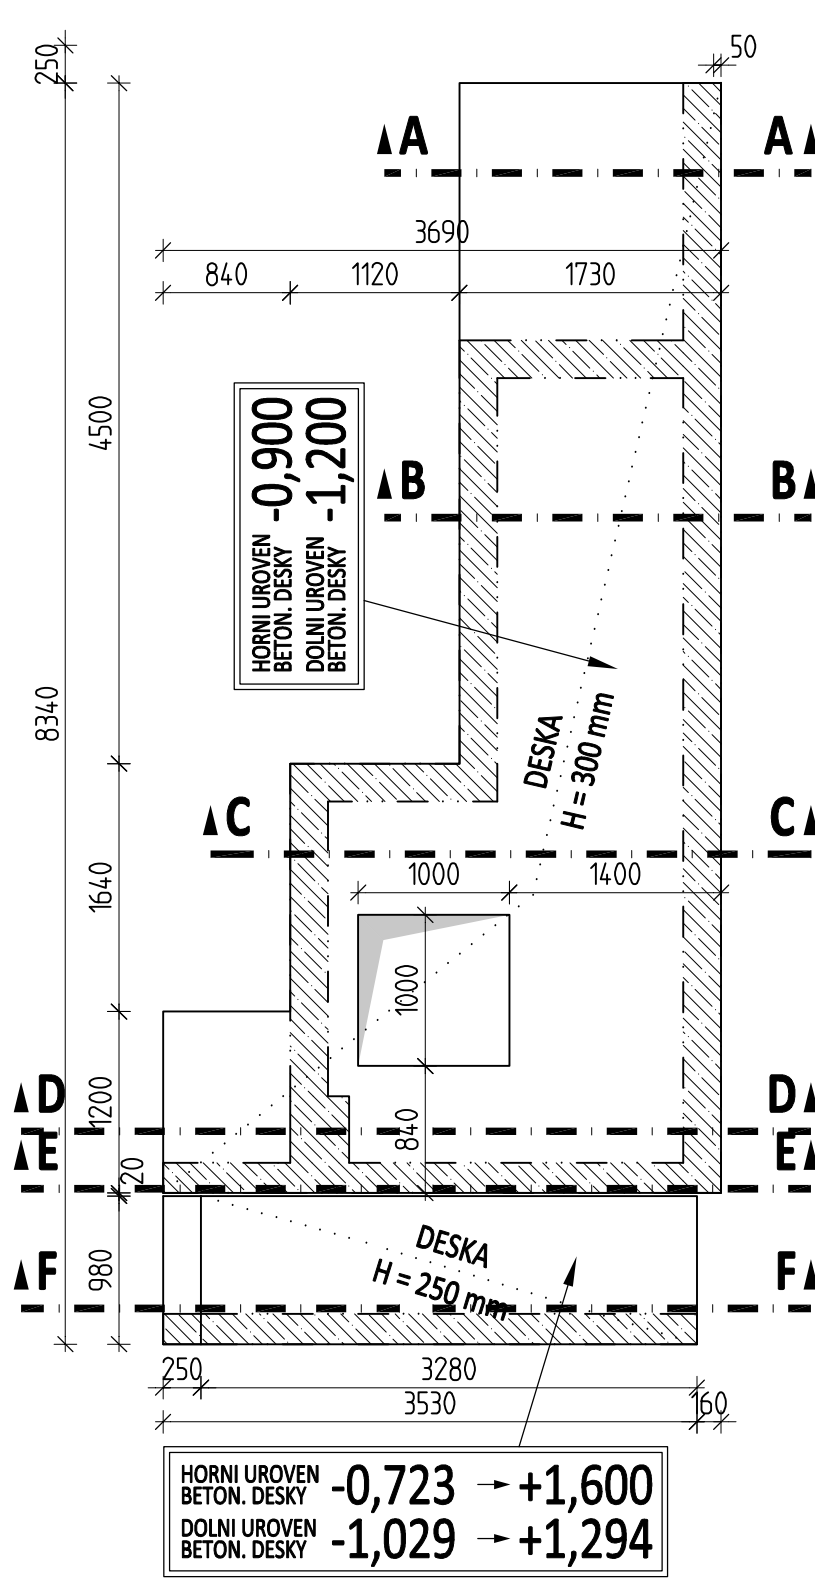 50
250
A A
3690
840 1120 1730
4500
HORNI UROVEN
BETON. DESKY -0,900
DOLNI UROVEN
BETON. DESKY -1,200
B B
8340
DESKA
H = 300 mm
C C
1000 1400
1640
1000
D D
1200
840
E E
20
DESKA
H = 250 mm
F F
980
250 3280
3530 160
HORNI UROVEN
BETON. DESKY -0,723 → +1,600
DOLNI UROVEN
BETON. DESKY -1,029 → +1,294